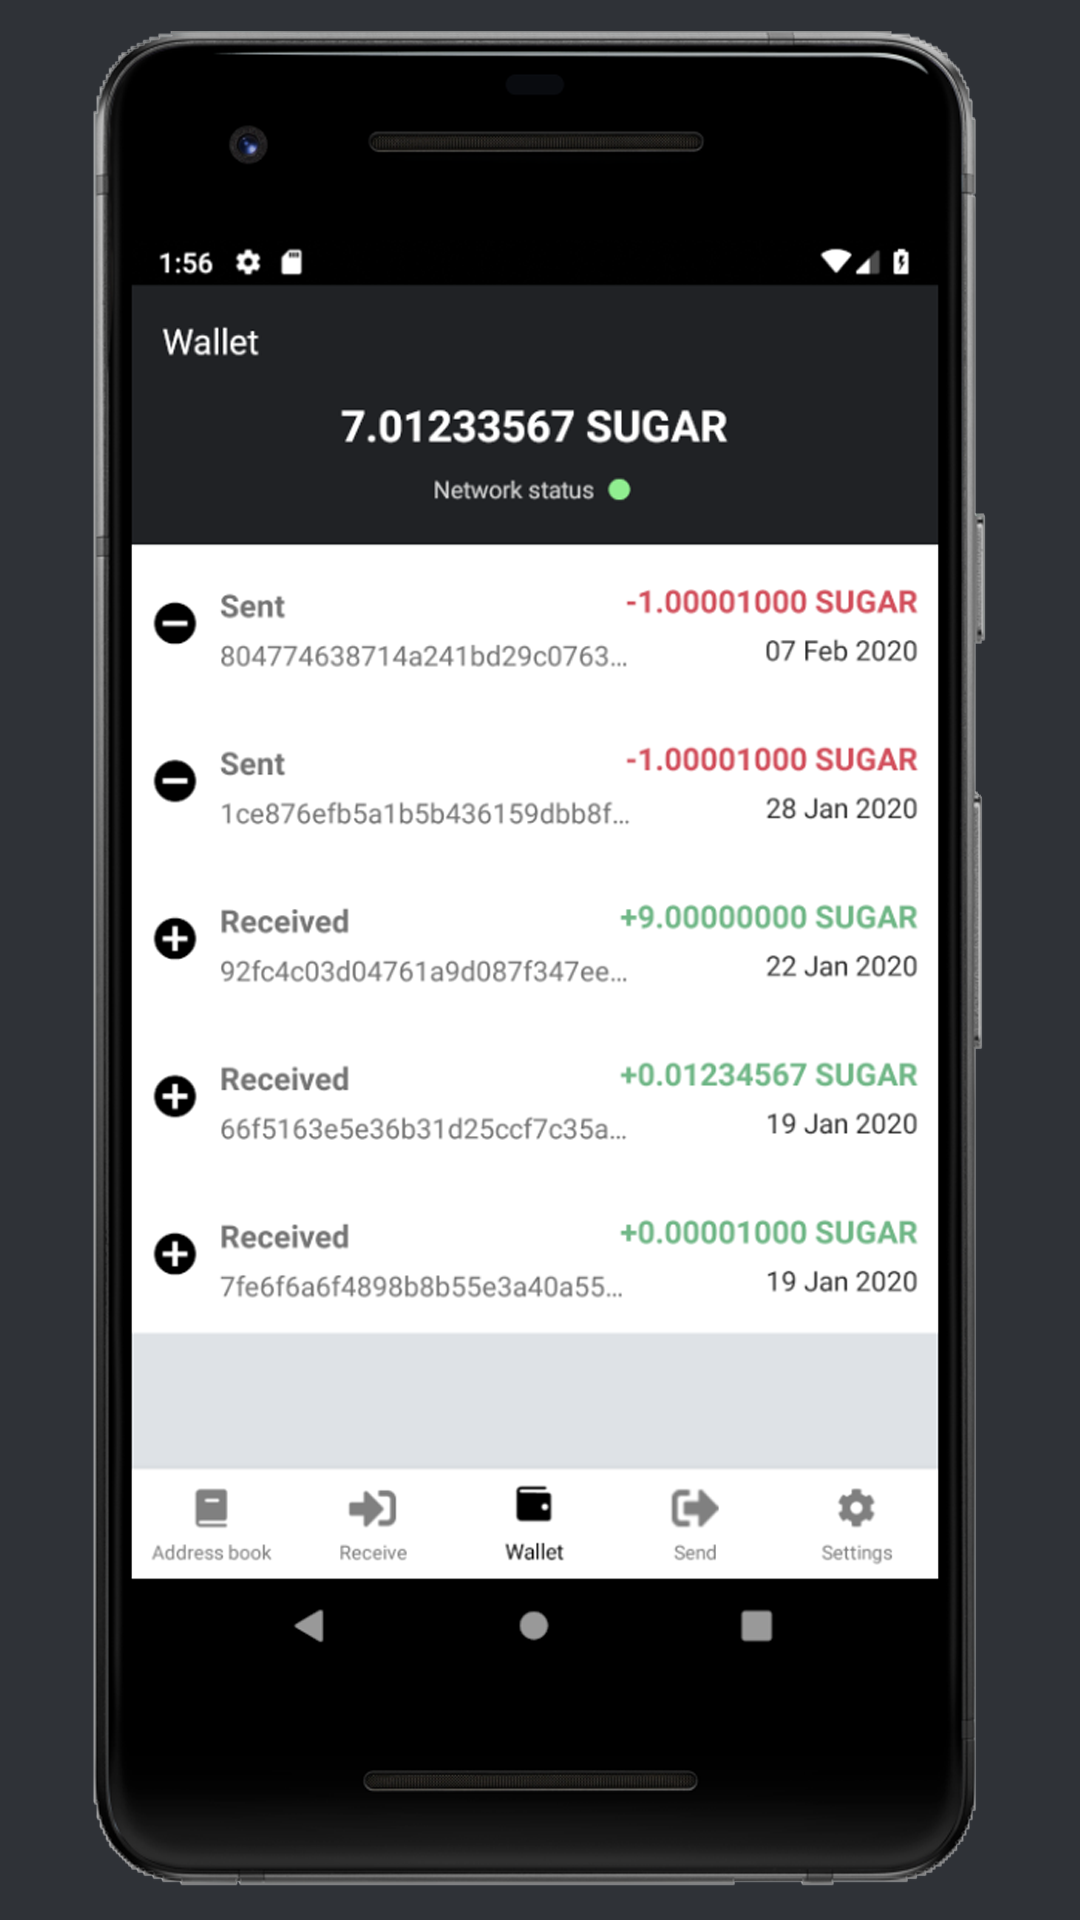 1:56
Wallet
7.01233567 SUGAR
Network status
Sent
-1.00001000 SUGAR
804774638714a241bd29c0763...
07 Feb 2020
Sent
-1.00001000 SUGAR
1ce876efb5a1b5b436159dbb8f...
28 Jan 2020
Received
+9.00000000 SUGAR
92fc4c03d04761a9d087f347ee...
22 Jan 2020
Received
+0.01234567 SUGAR
66f5163e5e36b31d25ccf7c35a...
19 Jan 2020
Received
+0.00001000 SUGAR
7fe6f6a6f4898b8b55e3a40a55...
19 Jan 2020
Address book
Receive
Wallet
Send
Settings